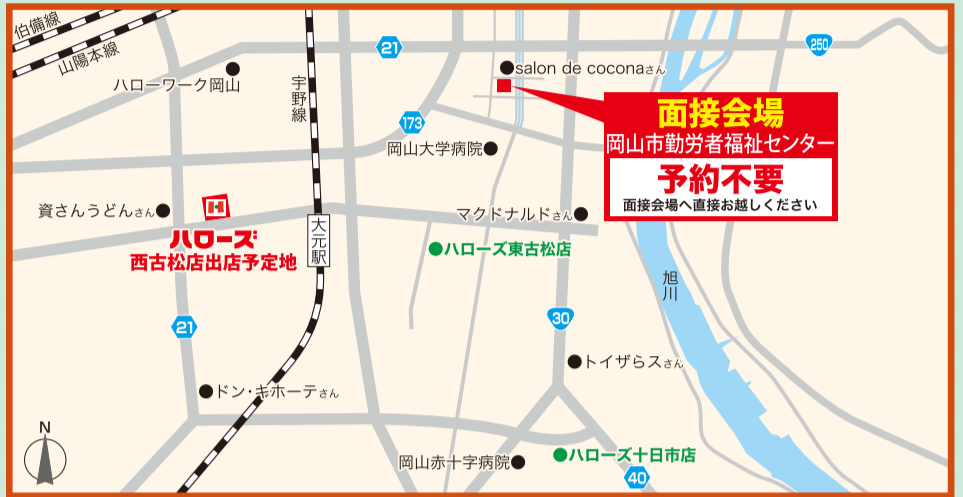 伯備線
山陽本線
21
250
ハローワーク岡山
宇野線
salon de coconaさん
面接会場
岡山市勤労者福祉センター
予約不要
面接会場へ直接お越しください
173
岡山大学病院
資さんうどんさん
マクドナルドさん
ハローズ
西古松店出店予定地
大元駅
ハローズ東古松店
旭川
21
30
トイザらスさん
ドン・キホーテさん
N
岡山赤十字病院
ハローズ十日市店
40